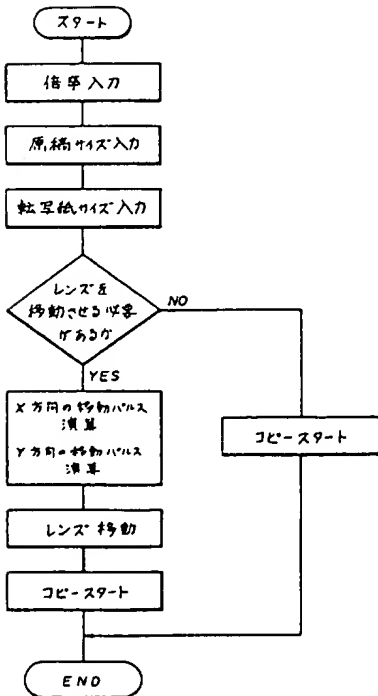 スタート
倍率入力
原稿サイズ入力
転写紙サイズ入力
レンズを
移動させる必要
があるか
NO
YES
X方向の移動パルス
演算
Y方向の移動パルス
演算
コピースタート
レンズ移動
コピースタート
END